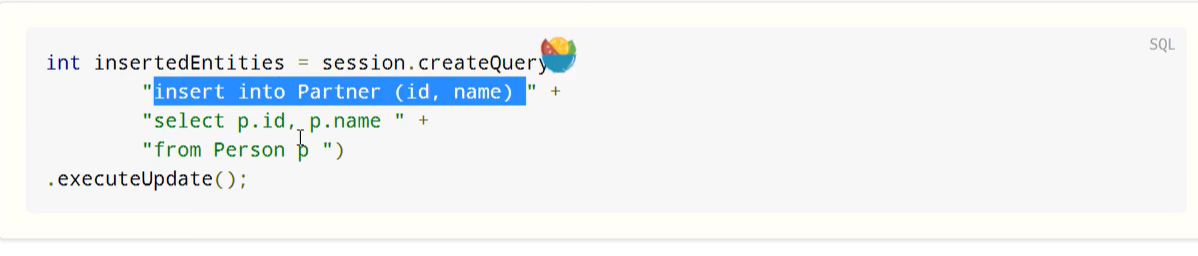 SQL
int insertedEntities = session.createQuery
"insert into Partner (id, name) " +
"select p.id, p.name " +
"from Person p ")
.executeUpdate();